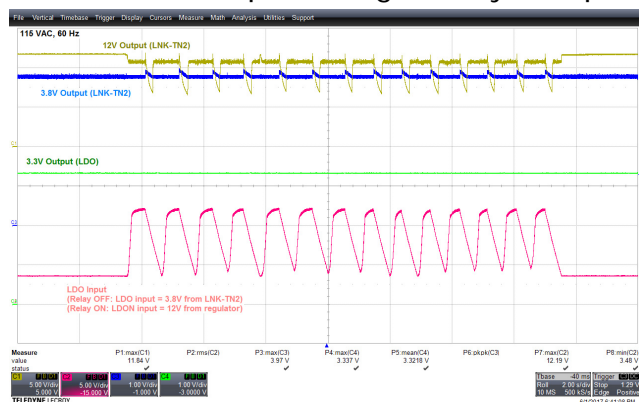 File Vertical Timebase Trigger Display Cursors Measure Math Analysis Utilities Support
115 VAC, 60 Hz
12V Output (LNK-TN2)
3.8V Output (LNK-TN2)
3.3V Output (LDO)
LDO Input
(Relay OFF: LDO input = 3.8V from LNK-TN2)
(Relay ON: LDON input = 12V from regulator)
Measure P1:max(C1) P2:rms(C2) P3:max(C3) P4:max(C4) P5:mean(C4) P6:pkpk(C3) P7:max(C2) P8:min(C2)
value 11.84 V 3.97 V 3.337 V 3.3218 V 12.19 V 3.48 V
status
5.00 V/div 5.00 V/div 1.00 V/div 1.00 V/div Tbase -40 ms Trigger
5.000 V -15.000 V -3.0000 V Roll 2.00 s/div Stop 1.29 V
10 MS 500 kS/s Edge Positive
TELEDYNE LECROY